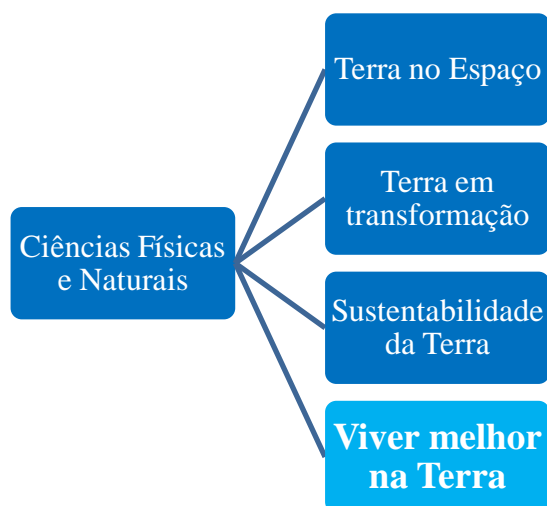 Terra no Espaço
Terra em
transformação
Ciências Físicas
e Naturais
Sustentabilidade
da Terra
Viver melhor
na Terra